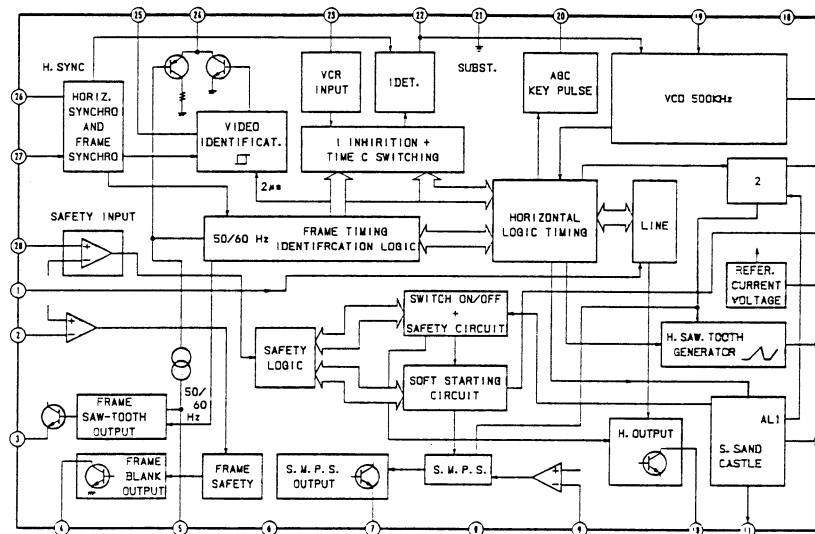 25
24
23
22
21
20
19
18
H. SYNC
26
HORIZ.
SYNCHRO
AND
FRAME
SYNCHRO
27
VIDEO
IDENTIFICAT.
2µs
VCR
INPUT
IDET.
SUBST.
ABC
KEY PULSE
VCO 500KHz
I INHIRITION +
TIME C SWITCHING
2
SAFETY INPUT
28
1
2
50/60 Hz
FRAME TIMING
IDENTIFRCATION LOGIC
HORIZONTAL
LOGIC TIMING
LINE
REFER.
CURRENT
VOLTAGE
SAFETY
LOGIC
SWITCH ON/OFF
+
SAFETY CIRCUIT
SOFT STARTING
CIRCUIT
H. SAW. TOOTH
GENERATOR
FRAME
SAW-TOOTH
OUTPUT
50/
60
Hz
3
FRAME
BLANK
OUTPUT
FRAME
SAFETY
S. M. P. S.
OUTPUT
S. M. P. S.
H. OUTPUT
AL1
S. SAND
CASTLE
4
5
6
7
8
9
10
11